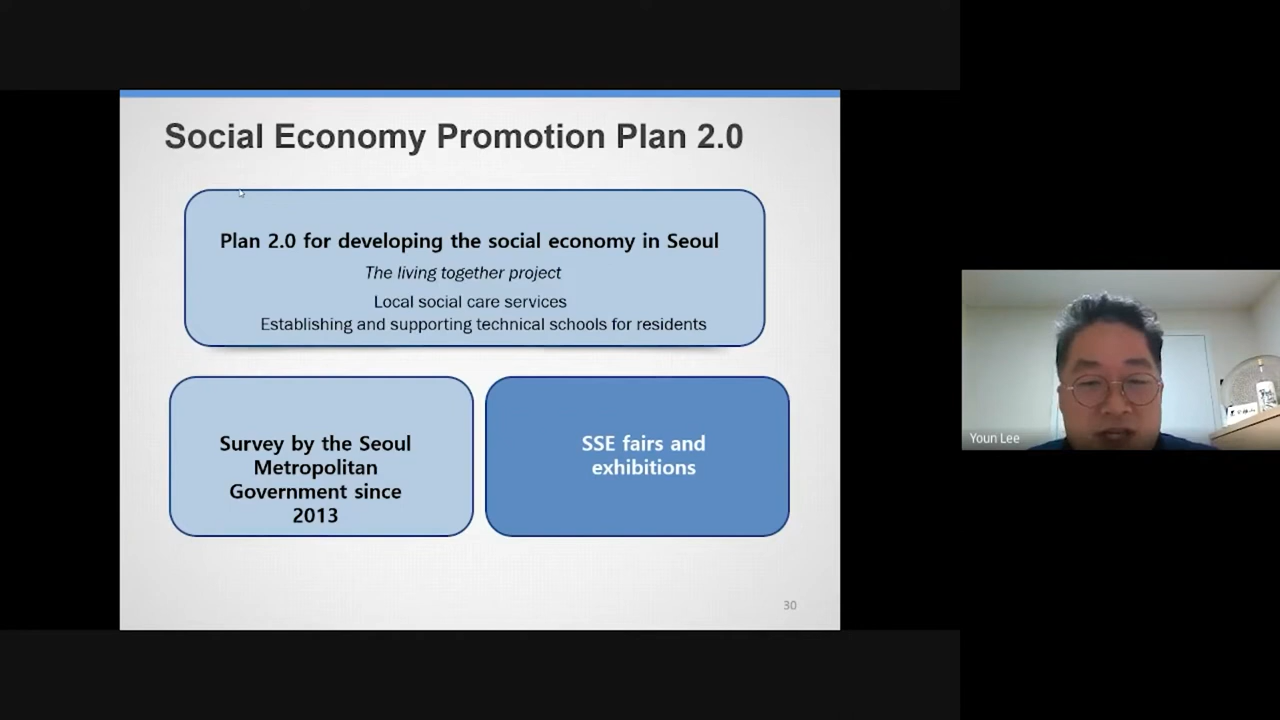 Social Economy Promotion Plan 2.0
Plan 2.0 for developing the social economy in Seoul
The living together project
Local social care services
Establishing and supporting technical schools for residents
Survey by the Seoul
Metropolitan
Government since
2013
SSE fairs and
exhibitions
30
Youn Lee